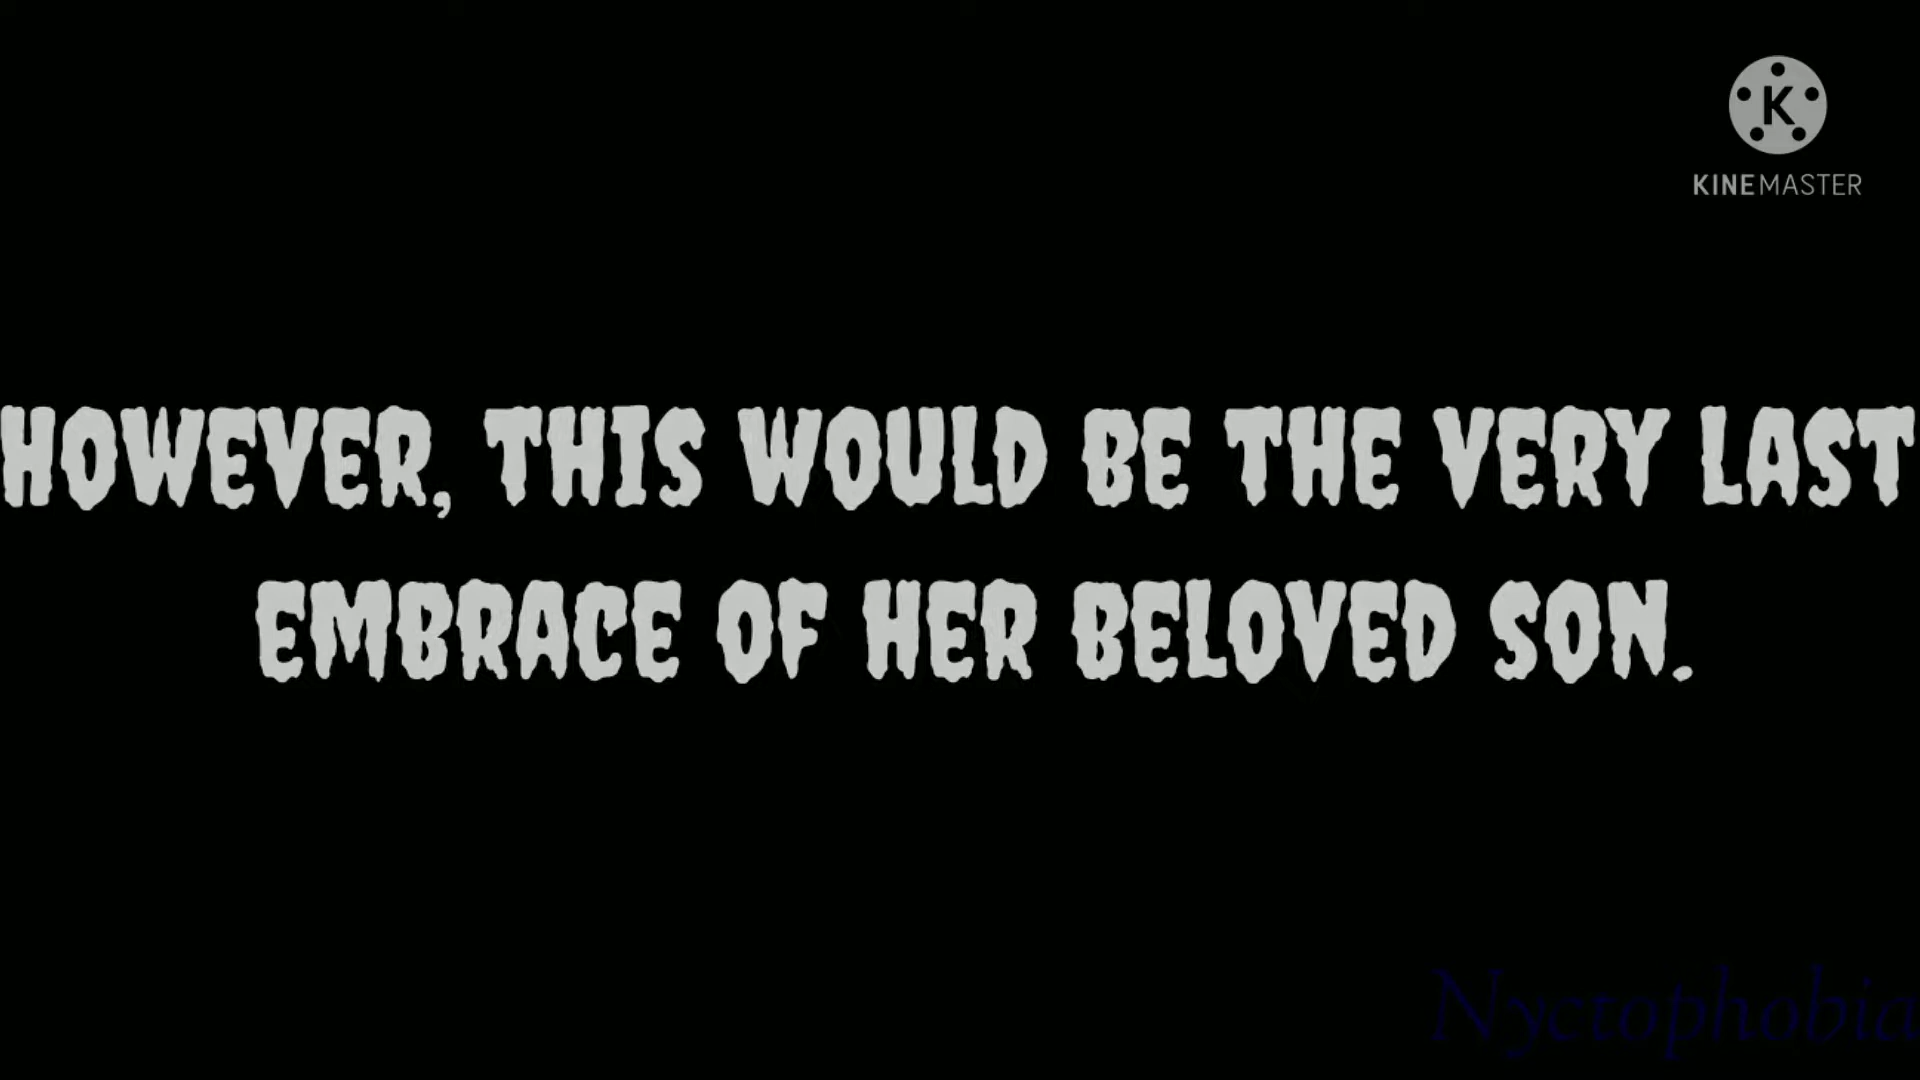 K
KINEMASTER
HOWEVER, THIS WOULD BE THE VERY LAST
EMBRACE OF HER BELOVED SON.
Nyctophobia